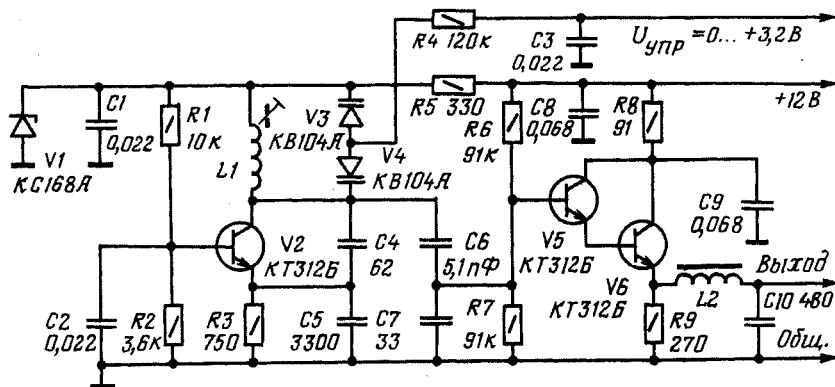 R4 120к
C3
0,022
Uупр = 0... +3,2В
C1
0,022
R1
10к
V3
КВ104А
R5 330
C8
0,068
R8
91
+12В
R6
91к
V1
КС168А
L1
V4
КВ104А
V2
КТ312Б
C4
62
C6
5,1пФ
V5
КТ312Б
C9
0,068
V6
КТ312Б
L2
Выход
C10 480
C2
0,022
R2
3,6к
R3
750
C5
3300
C7
33
R7
91к
R9
270
Общ.